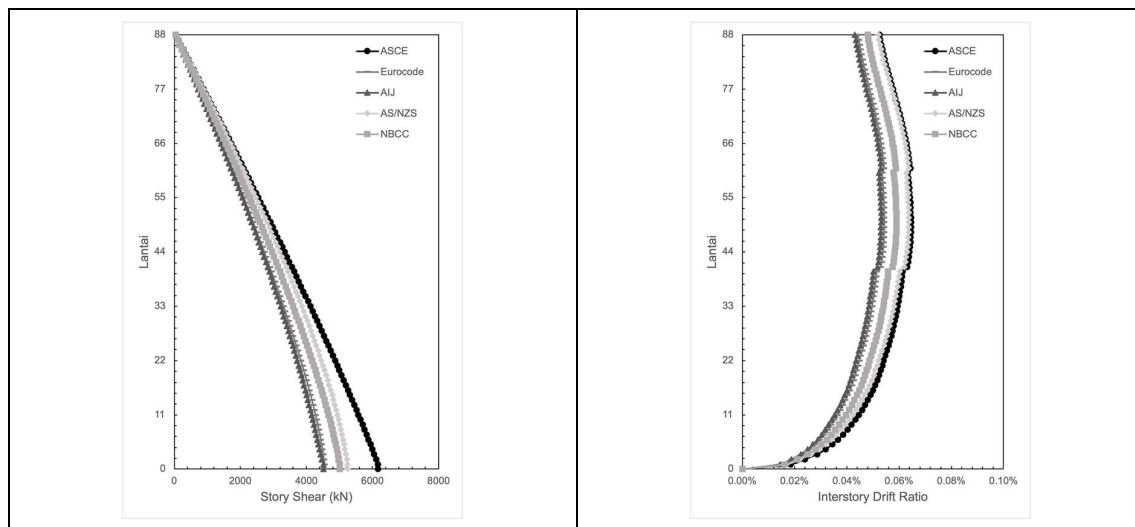 88
77
66
55
44
33
22
11
0
Lantai
0 2000 4000 6000 8000
Story Shear (kN)
ASCE
Eurocode
AIJ
AS/NZS
NBCC
88
77
66
55
44
33
22
11
0
Lantai
0.00% 0.02% 0.04% 0.06% 0.08% 0.10%
Interstory Drift Ratio
ASCE
Eurocode
AIJ
AS/NZS
NBCC